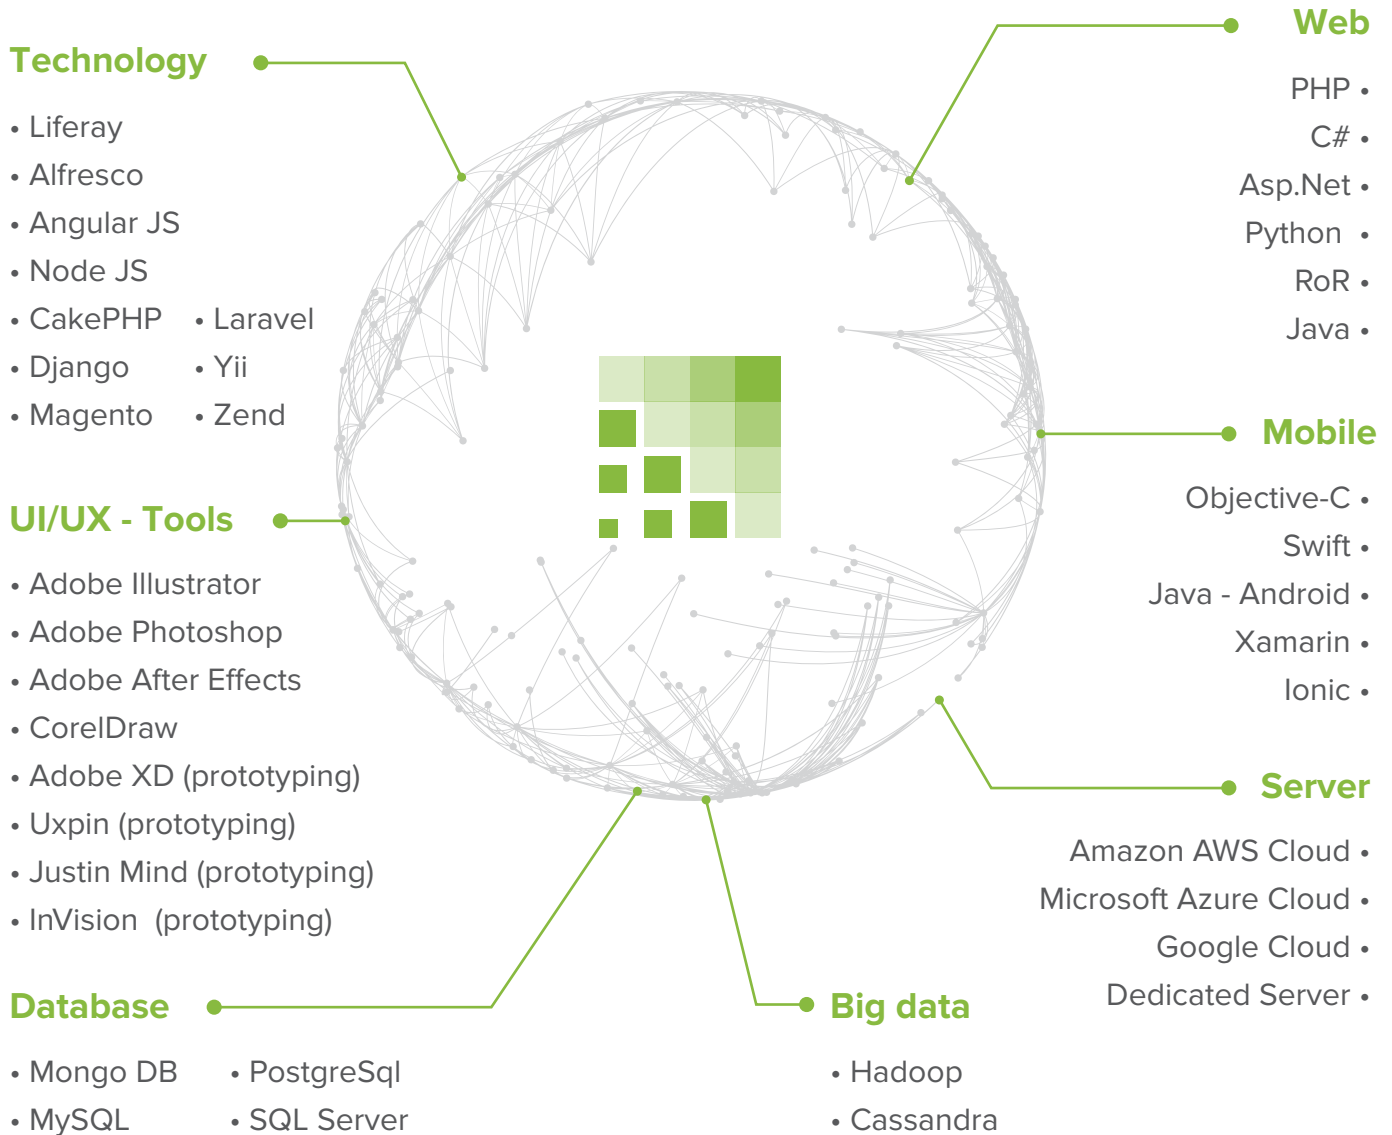 Technology
• Liferay
• Alfresco
• Angular JS
• Node JS
• CakePHP • Laravel
• Django • Yii
• Magento • Zend
UI/UX - Tools
• Adobe Illustrator
• Adobe Photoshop
• Adobe After Effects
• CorelDraw
• Adobe XD (prototyping)
• Uxpin (prototyping)
• Justin Mind (prototyping)
• InVision (prototyping)
Database
• Mongo DB • PostgreSql
• MySQL • SQL Server
Web
PHP •
C# •
Asp.Net •
Python •
RoR •
Java •
Mobile
Objective-C •
Swift •
Java - Android •
Xamarin •
Ionic •
Server
Amazon AWS Cloud •
Microsoft Azure Cloud •
Google Cloud •
Dedicated Server •
Big data
• Hadoop
• Cassandra